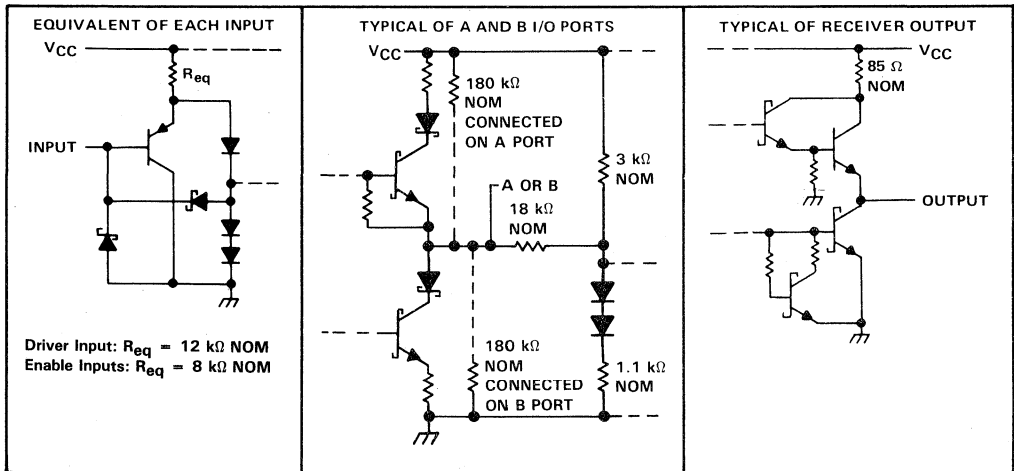 EQUIVALENT OF EACH INPUT
VCC
Req
INPUT
Driver Input: Req = 12 kΩ NOM
Enable Inputs: Req = 8 kΩ NOM
TYPICAL OF A AND B I/O PORTS
VCC
180 kΩ
NOM
CONNECTED
ON A PORT
3 kΩ
NOM
A OR B
18 kΩ
NOM
180 kΩ
NOM
CONNECTED
ON B PORT
1.1 kΩ
NOM
TYPICAL OF RECEIVER OUTPUT
VCC
85 Ω
NOM
OUTPUT